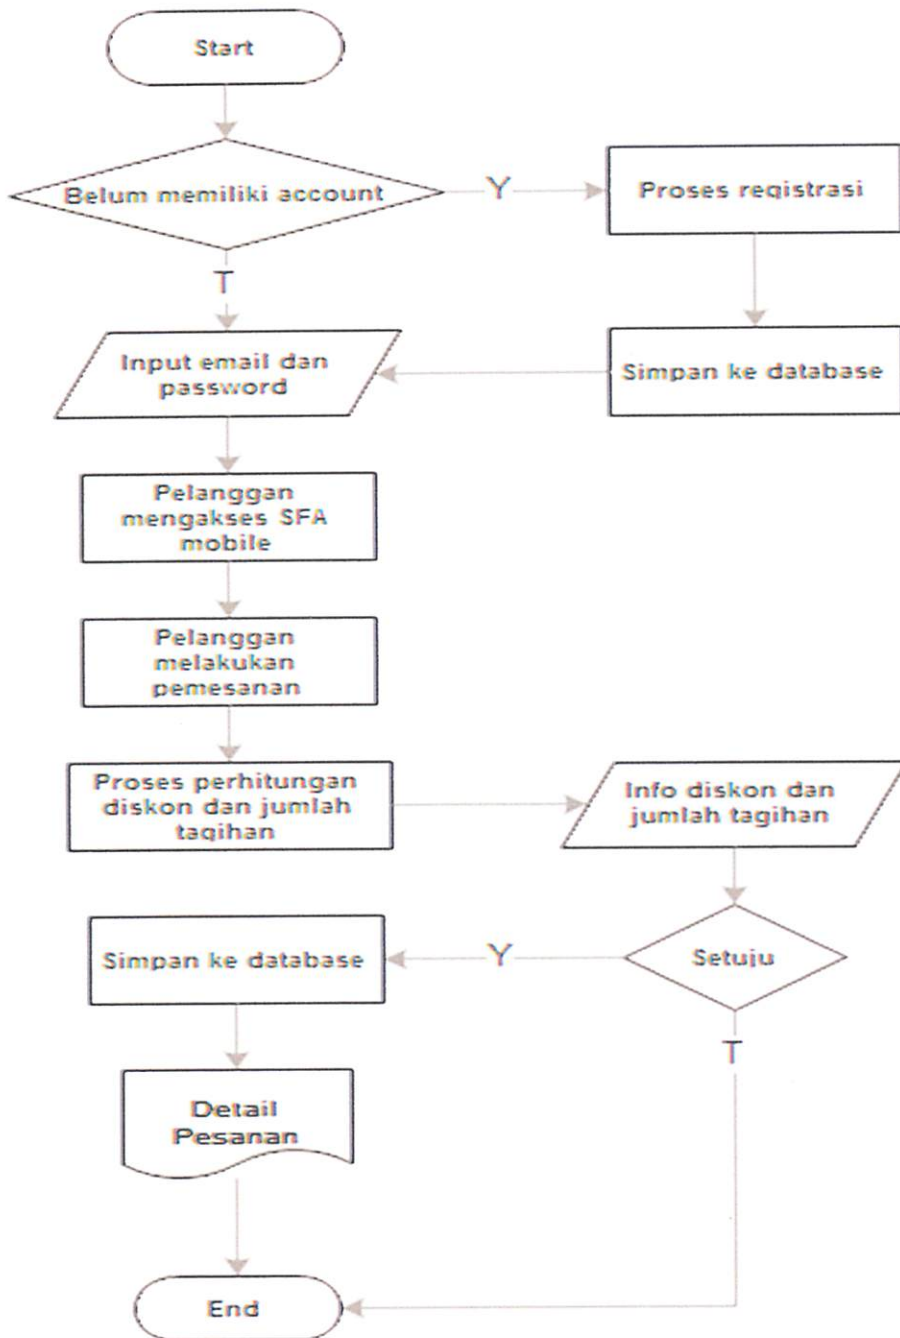 Start
Belum memiliki account
Y
Proses registrasi
T
Input email dan
password
Simpan ke database
Pelanggan
mengakses SFA
mobile
Pelanggan
melakukan
pemesanan
Proses perhitungan
diskon dan jumlah
tagihan
Info diskon dan
jumlah tagihan
Simpan ke database
Y
Setuju
T
Detail
Pesanan
End